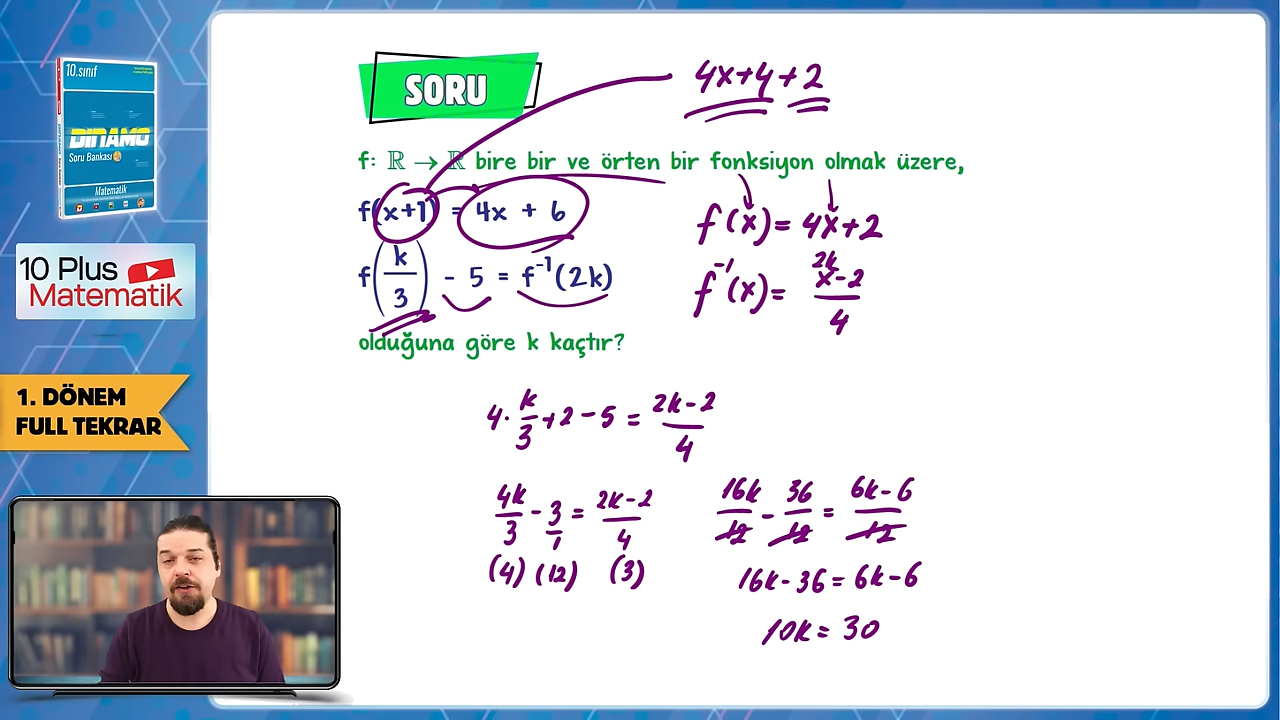 10.sınıf
DİNAMO
Soru Bankası
Matematik
10 Plus
Matematik
1. DÖNEM
FULL TEKRAR
SORU
4x+4+2
f: ℝ → ℝ bire bir ve örten bir fonksiyon olmak üzere,
f(x+1) = 4x + 6
f(k/3) - 5 = f⁻¹(2k)
olduğuna göre k kaçtır?
f(x)= 4x+2
2k
f⁻¹(x)= (x-2)/4
4·k/3+2-5 = (2k-2)/4
4k/3 - 3/1 = (2k-2)/4
(4) (12) (3)
16k/12 - 36/12 = (6k-6)/12
16k-36=6k-6
10k= 30